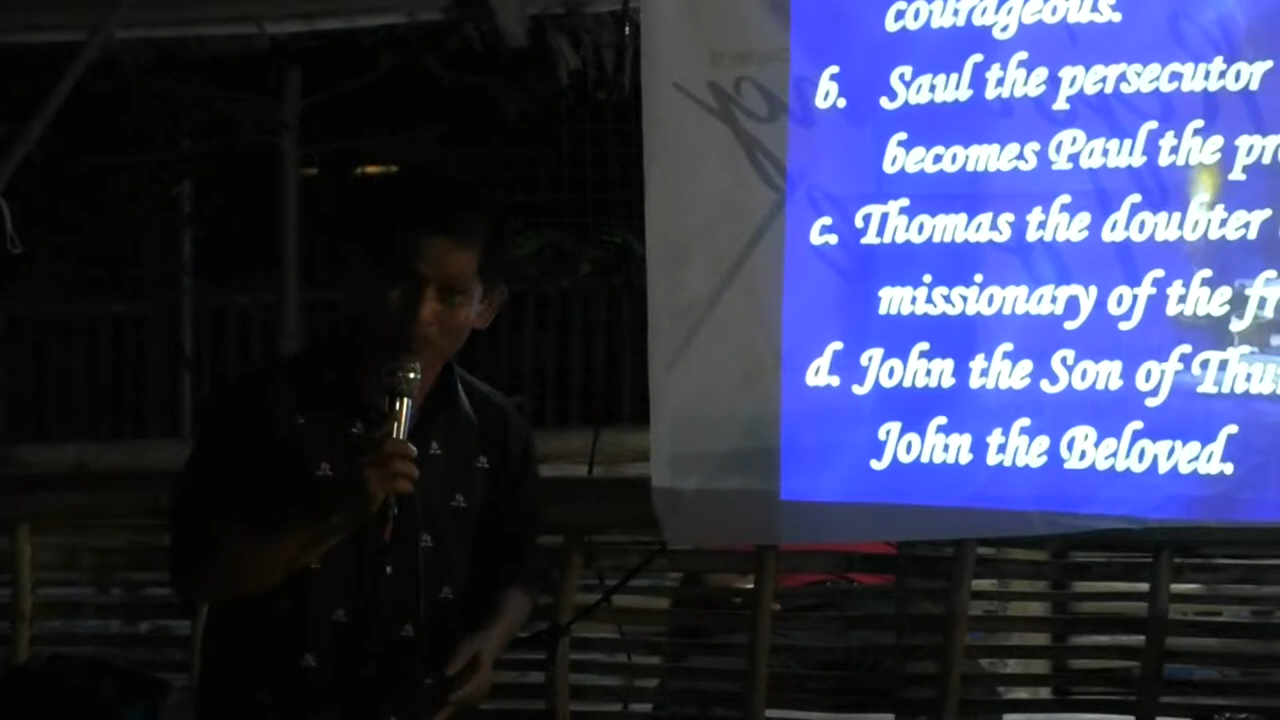 courageous.
b. Saul the persecutor
becomes Paul the
c. Thomas the doubter
missionary of the
d. John the Son of
John the Beloved.